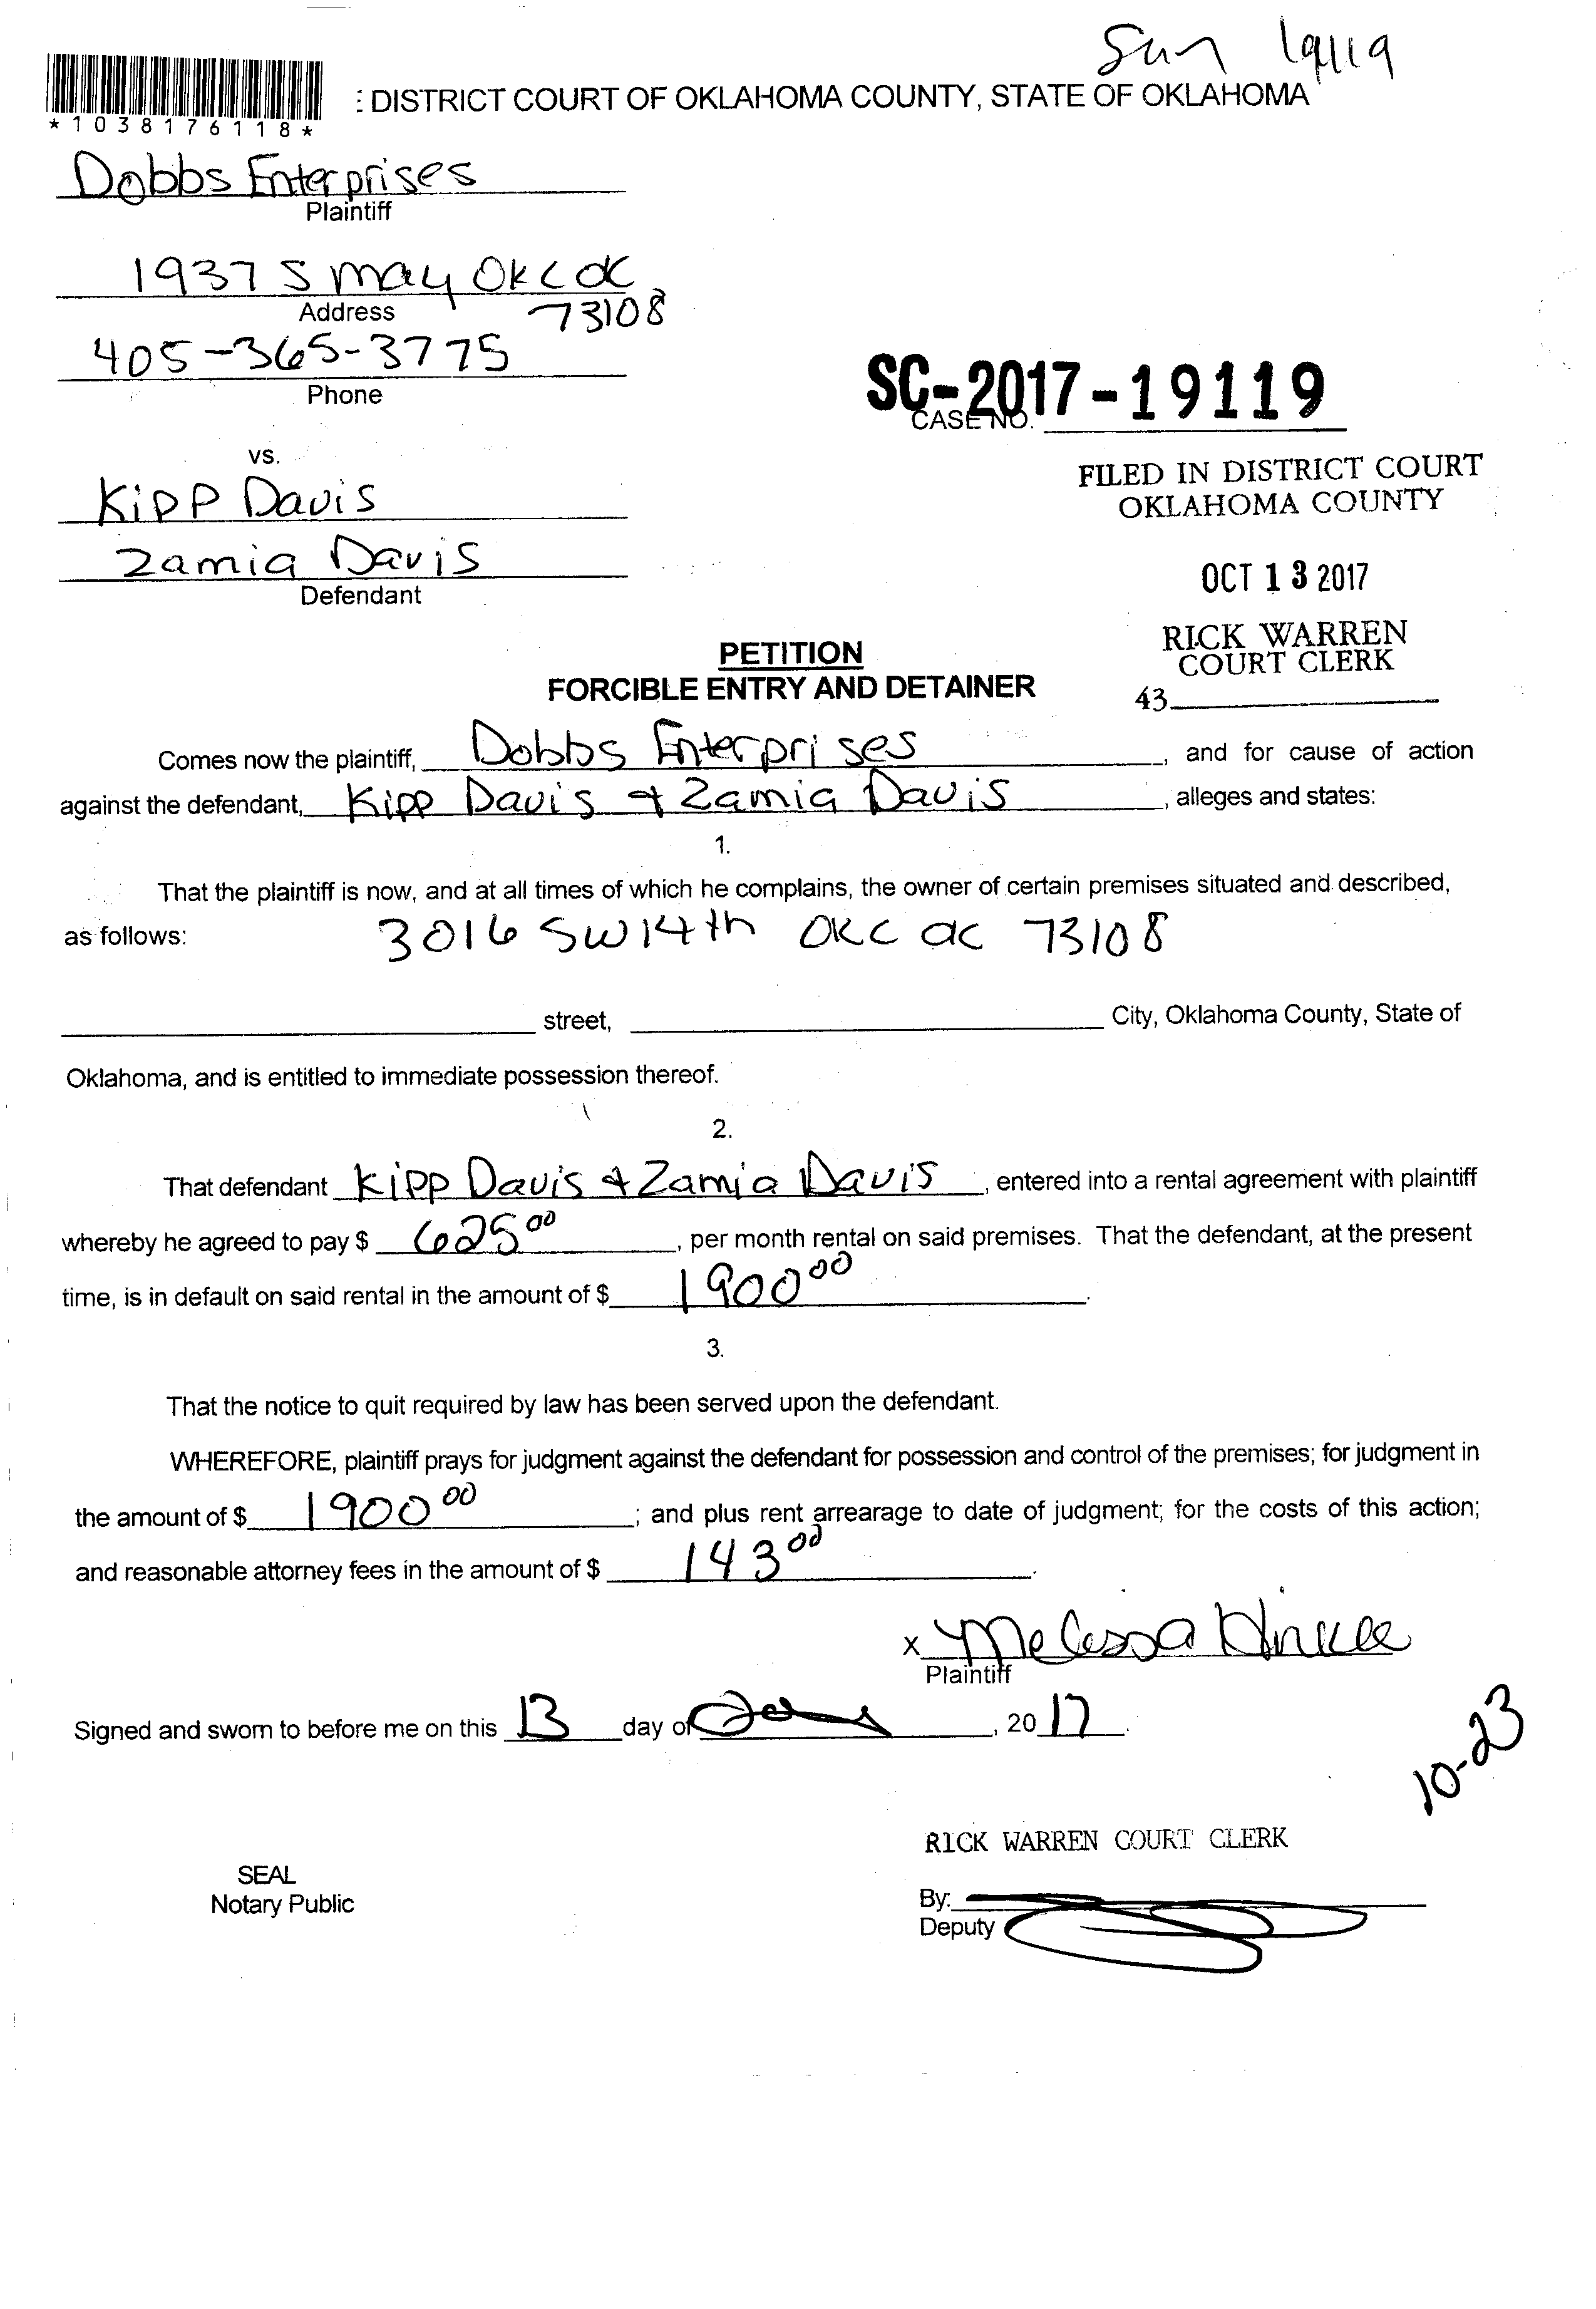 Sun 19119
: DISTRICT COURT OF OKLAHOMA COUNTY, STATE OF OKLAHOMA
*1038176118*
Dobbs Enterprises
Plaintiff
1937 S May OKC OK
Address 73108
405-365-3775
Phone
SC-2017-19119
CASE NO.
vs.
FILED IN DISTRICT COURT
OKLAHOMA COUNTY
Kipp Davis
Zamia Davis
Defendant
OCT 13 2017
RICK WARREN
COURT CLERK
43
PETITION
FORCIBLE ENTRY AND DETAINER
Comes now the plaintiff, Dobbs Enterprises, and for cause of action
against the defendant, Kipp Davis + Zamia Davis, alleges and states:
1.
That the plaintiff is now, and at all times of which he complains, the owner of certain premises situated and described,
as follows: 3016 SW 14th OKC OK 73108
street, City, Oklahoma County, State of
Oklahoma, and is entitled to immediate possession thereof.
2.
That defendant Kipp Davis + Zamia Davis, entered into a rental agreement with plaintiff
whereby he agreed to pay $ 625 00, per month rental on said premises. That the defendant, at the present
time, is in default on said rental in the amount of $ 1900 00.
3.
That the notice to quit required by law has been served upon the defendant.
WHEREFORE, plaintiff prays for judgment against the defendant for possession and control of the premises; for judgment in
the amount of $ 1900 00; and plus rent arrearage to date of judgment; for the costs of this action;
and reasonable attorney fees in the amount of $ 143 00.
x Melissa Hinkle
Plaintiff
Signed and sworn to before me on this 13 day of , 2017.
10-23
RICK WARREN COURT CLERK
SEAL
Notary Public
By:
Deputy